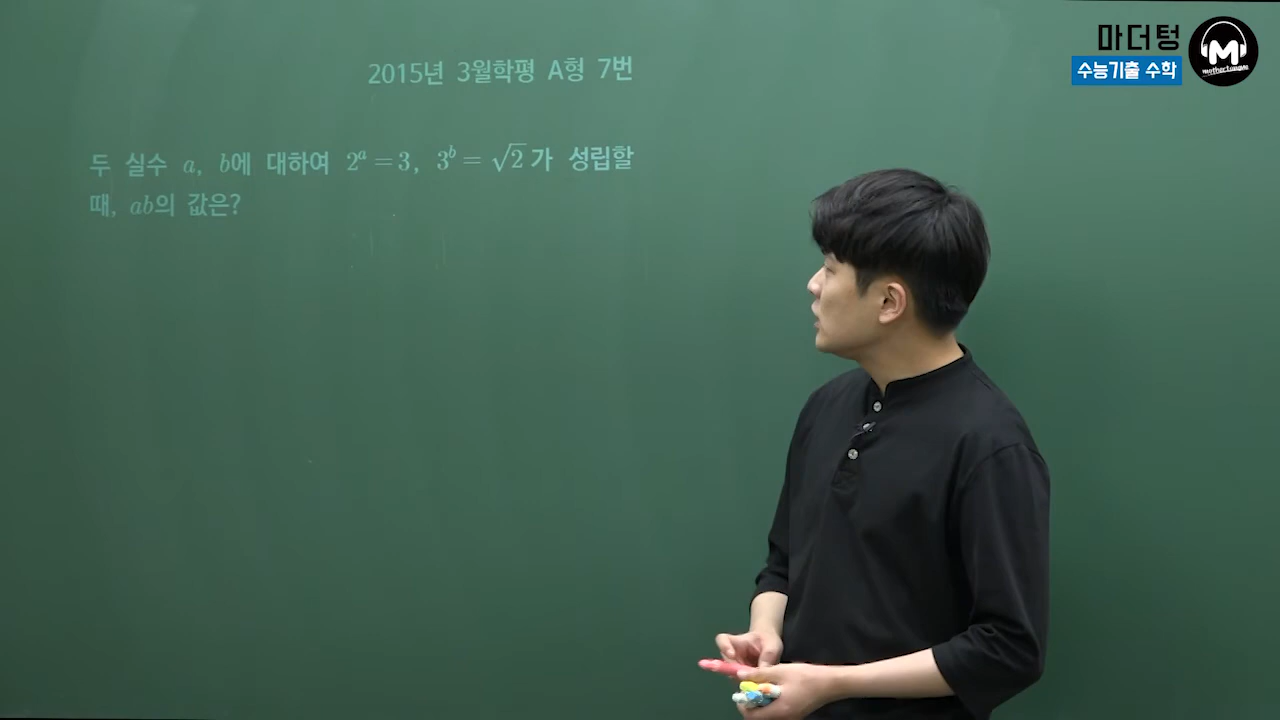 마더텅
수능기출 수학
M
mothertongue
2015년 3월학평 A형 7번
두 실수 a, b에 대하여 2^a=3, 3^b=√2가 성립할
때, ab의 값은?